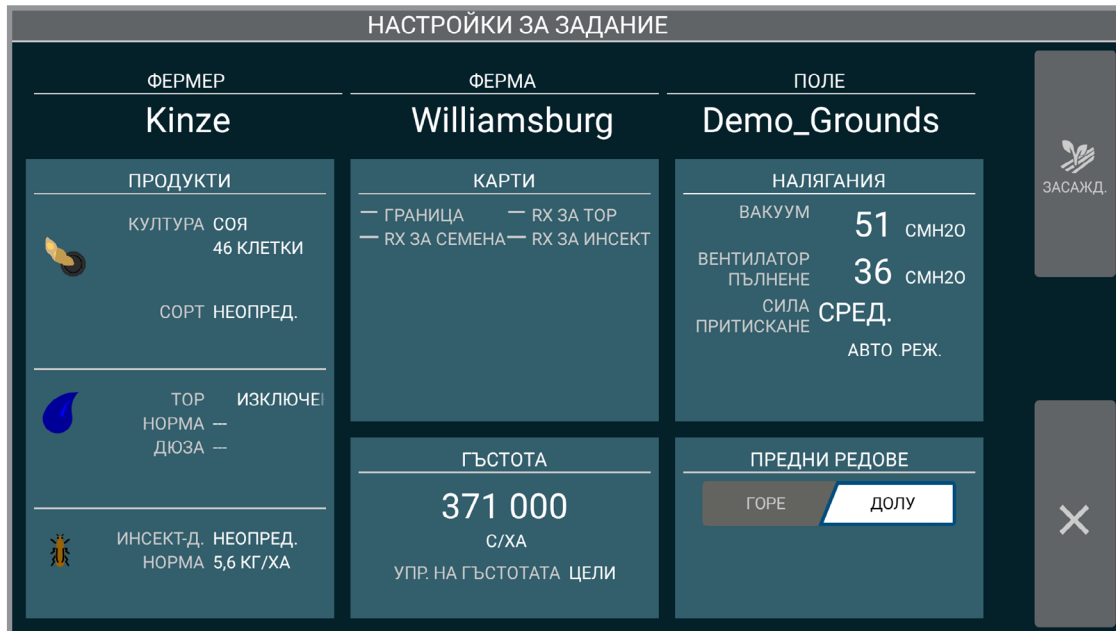 НАСТРОЙКИ ЗА ЗАДАНИЕ
ФЕРМЕР
Kinze
ФЕРМА
Williamsburg
ПОЛЕ
Demo_Grounds
ПРОДУКТИ
КУЛТУРА СОЯ
46 КЛЕТКИ
СОРТ НЕОПРЕД.
ТОР ИЗКЛЮЧЕ
НОРМА ---
ДЮЗА ---
ИНСЕКТ-Д. НЕОПРЕД.
НОРМА 5,6 КГ/ХА
КАРТИ
— ГРАНИЦА — RX ЗА ТОР
— RX ЗА СЕМЕНА — RX ЗА ИНСЕКТ
ГЪСТОТА
371 000
С/ХА
УПР. НА ГЪСТОТАТА ЦЕЛИ
НАЛЯГАНИЯ
ВАКУУМ 51 СМH2O
ВЕНТИЛАТОР
ПЪЛНЕНЕ 36 СМH2O
СИЛА
ПРИТИСКАНЕ СРЕД.
АВТО РЕЖ.
ПРЕДНИ РЕДОВЕ
ГОРЕ ДОЛУ
ЗАСАЖД.